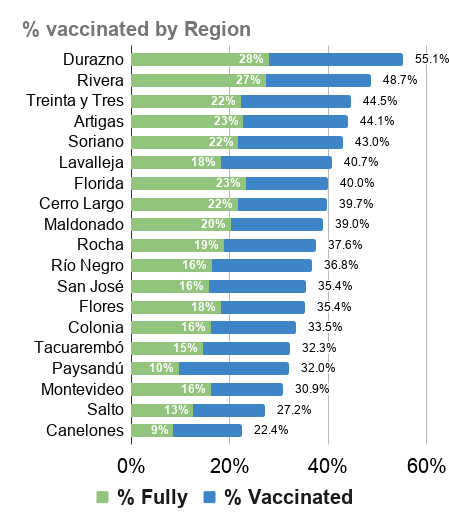 % vaccinated by Region
Durazno 28% 55.1%
Rivera 27% 48.7%
Treinta y Tres 22% 44.5%
Artigas 23% 44.1%
Soriano 22% 43.0%
Lavalleja 18% 40.7%
Florida 23% 40.0%
Cerro Largo 22% 39.7%
Maldonado 20% 39.0%
Rocha 19% 37.6%
Río Negro 16% 36.8%
San José 16% 35.4%
Flores 18% 35.4%
Colonia 16% 33.5%
Tacuarembó 15% 32.3%
Paysandú 10% 32.0%
Montevideo 16% 30.9%
Salto 13% 27.2%
Canelones 9% 22.4%
0% 20% 40% 60%
% Fully % Vaccinated